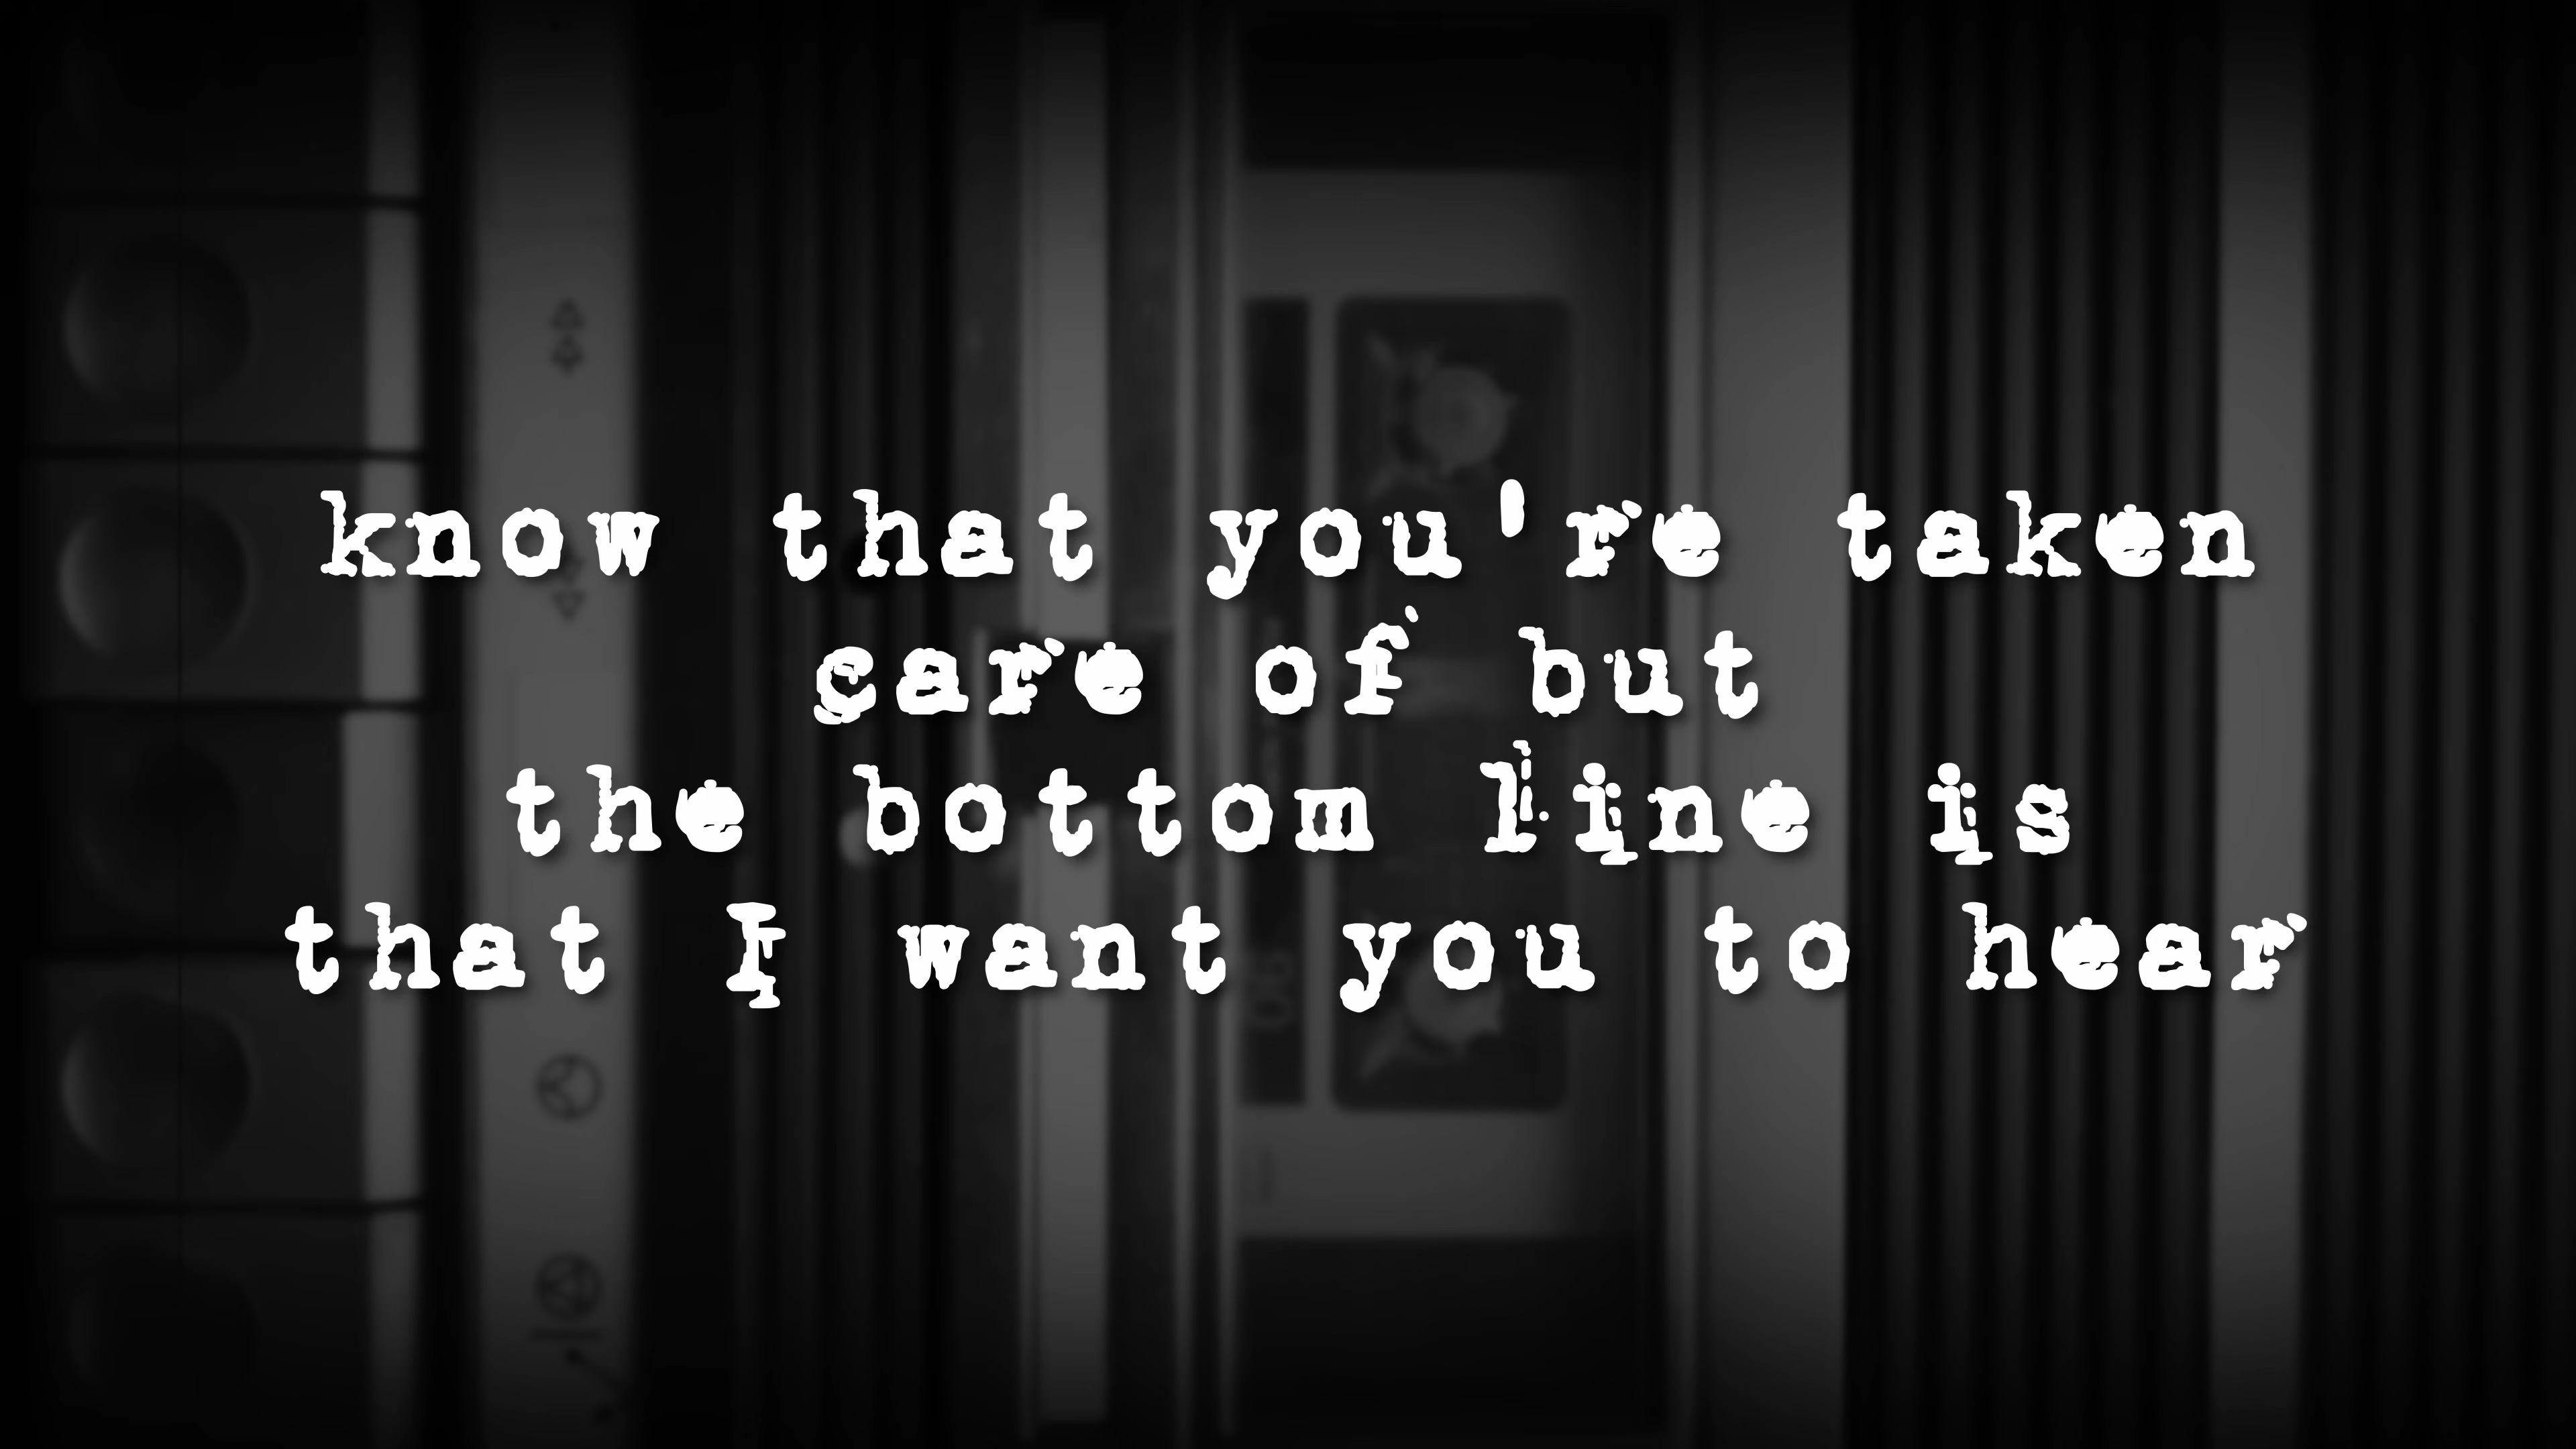 know that you're taken
care of but
the bottom line is
that I want you to hear